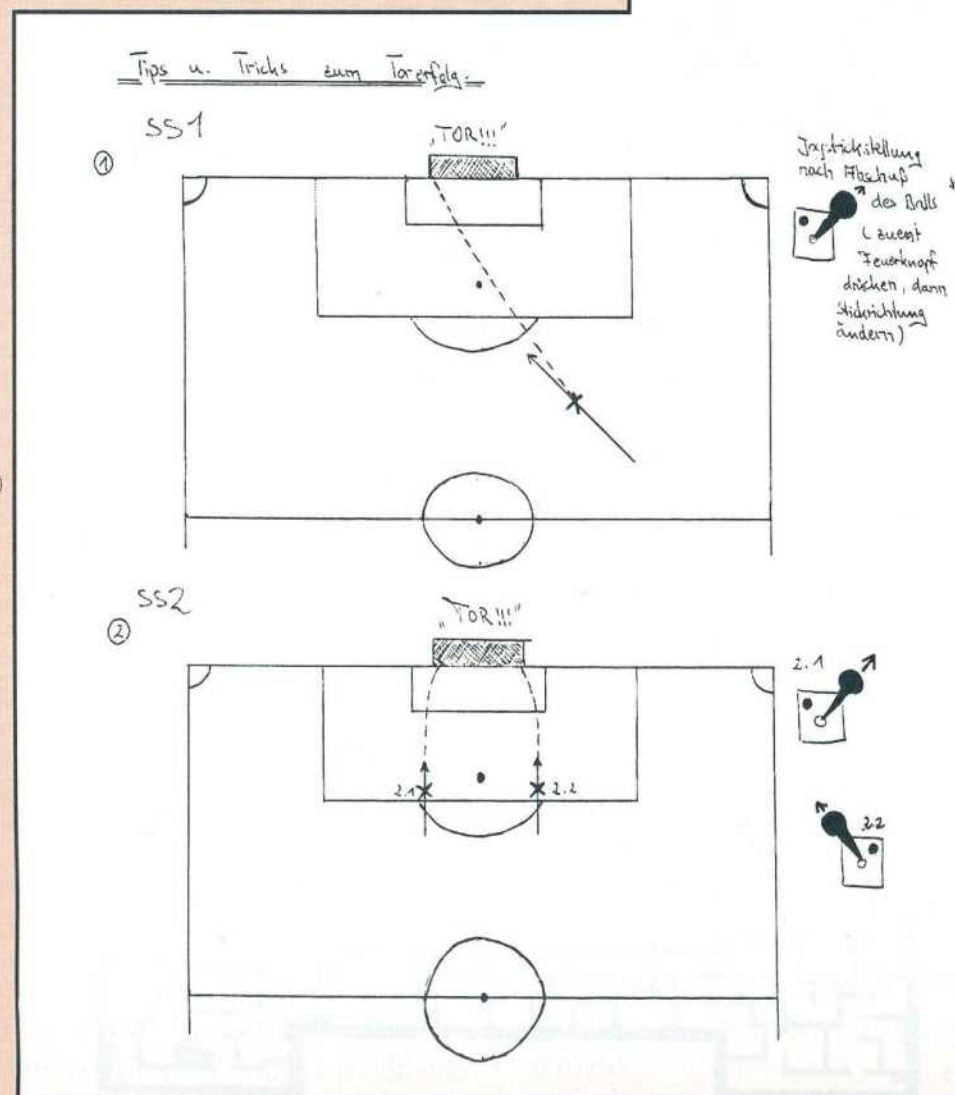 Tips u. Tricks zum Torerfolg:
SS1
①
„TOR!!!"
Joystickstellung
nach Abschuß
des Balls
(zuerst
Feuerknopf
drücken, dann
Stickrichtung
ändern)
SS2
②
„TOR!!!"
2.1
2.1
2.2
2.2